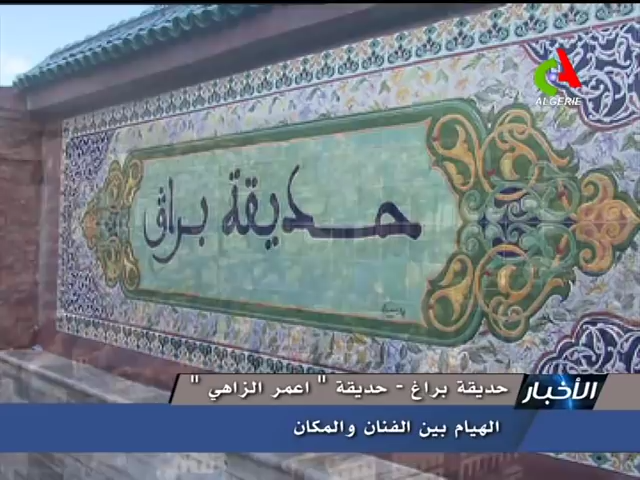 ALGERIE
حديقة براق
حديقة براغ - حديقة " اعمر الزاهي "
الأخبار
الهيام بين الفنان والمكان